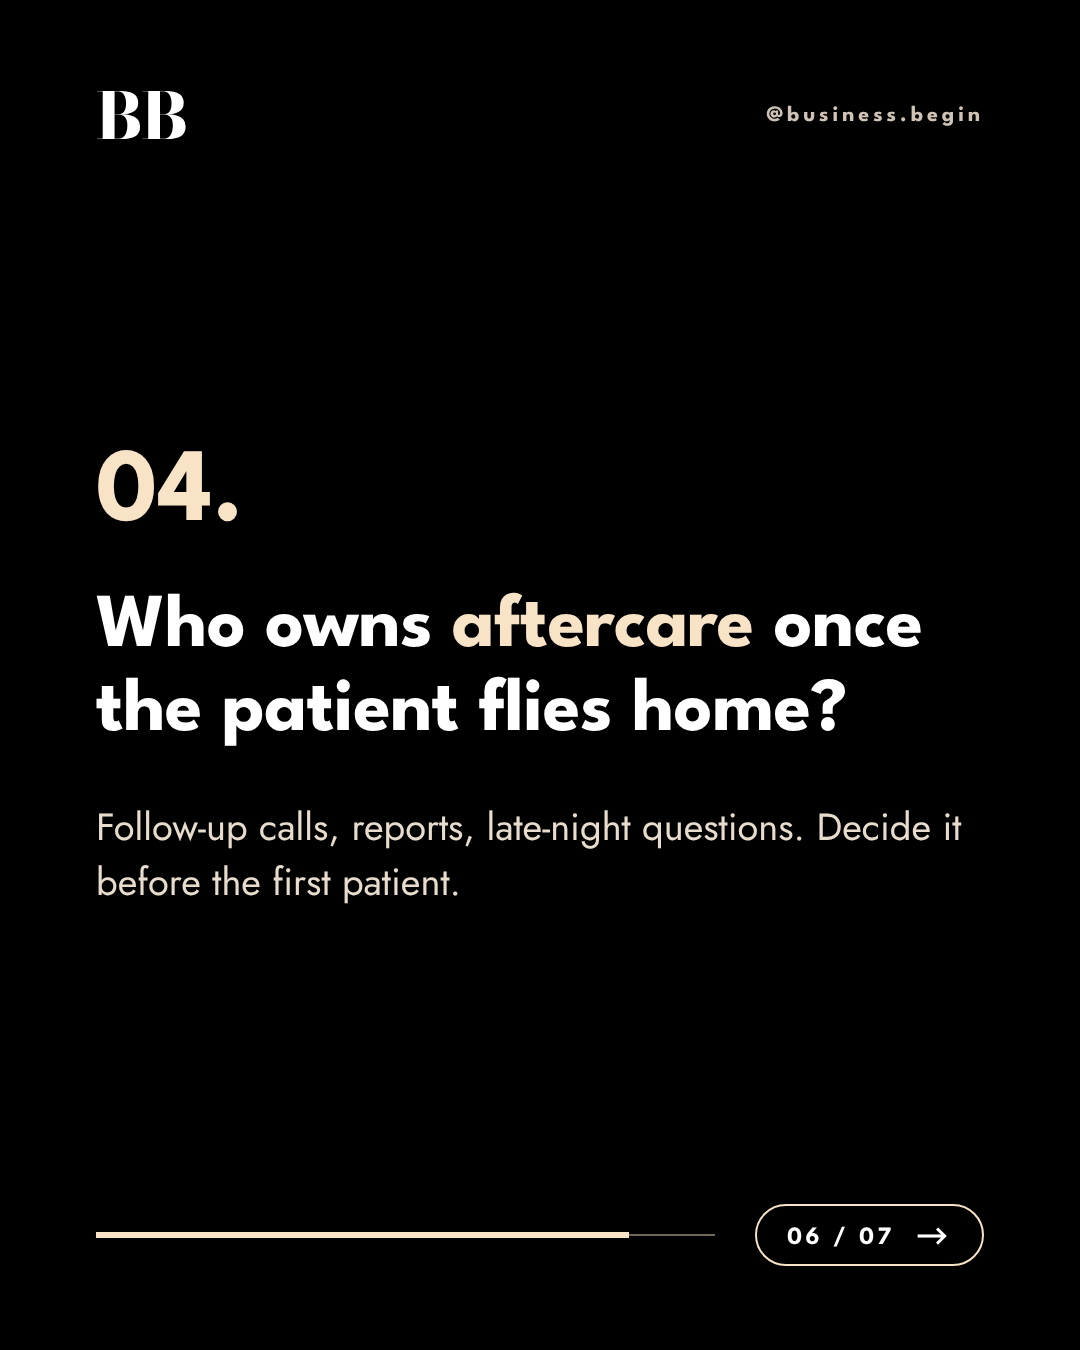 BB
@business.begin
04.
Who owns aftercare once
the patient flies home?
Follow-up calls, reports, late-night questions. Decide it
before the first patient.
06 / 07 →